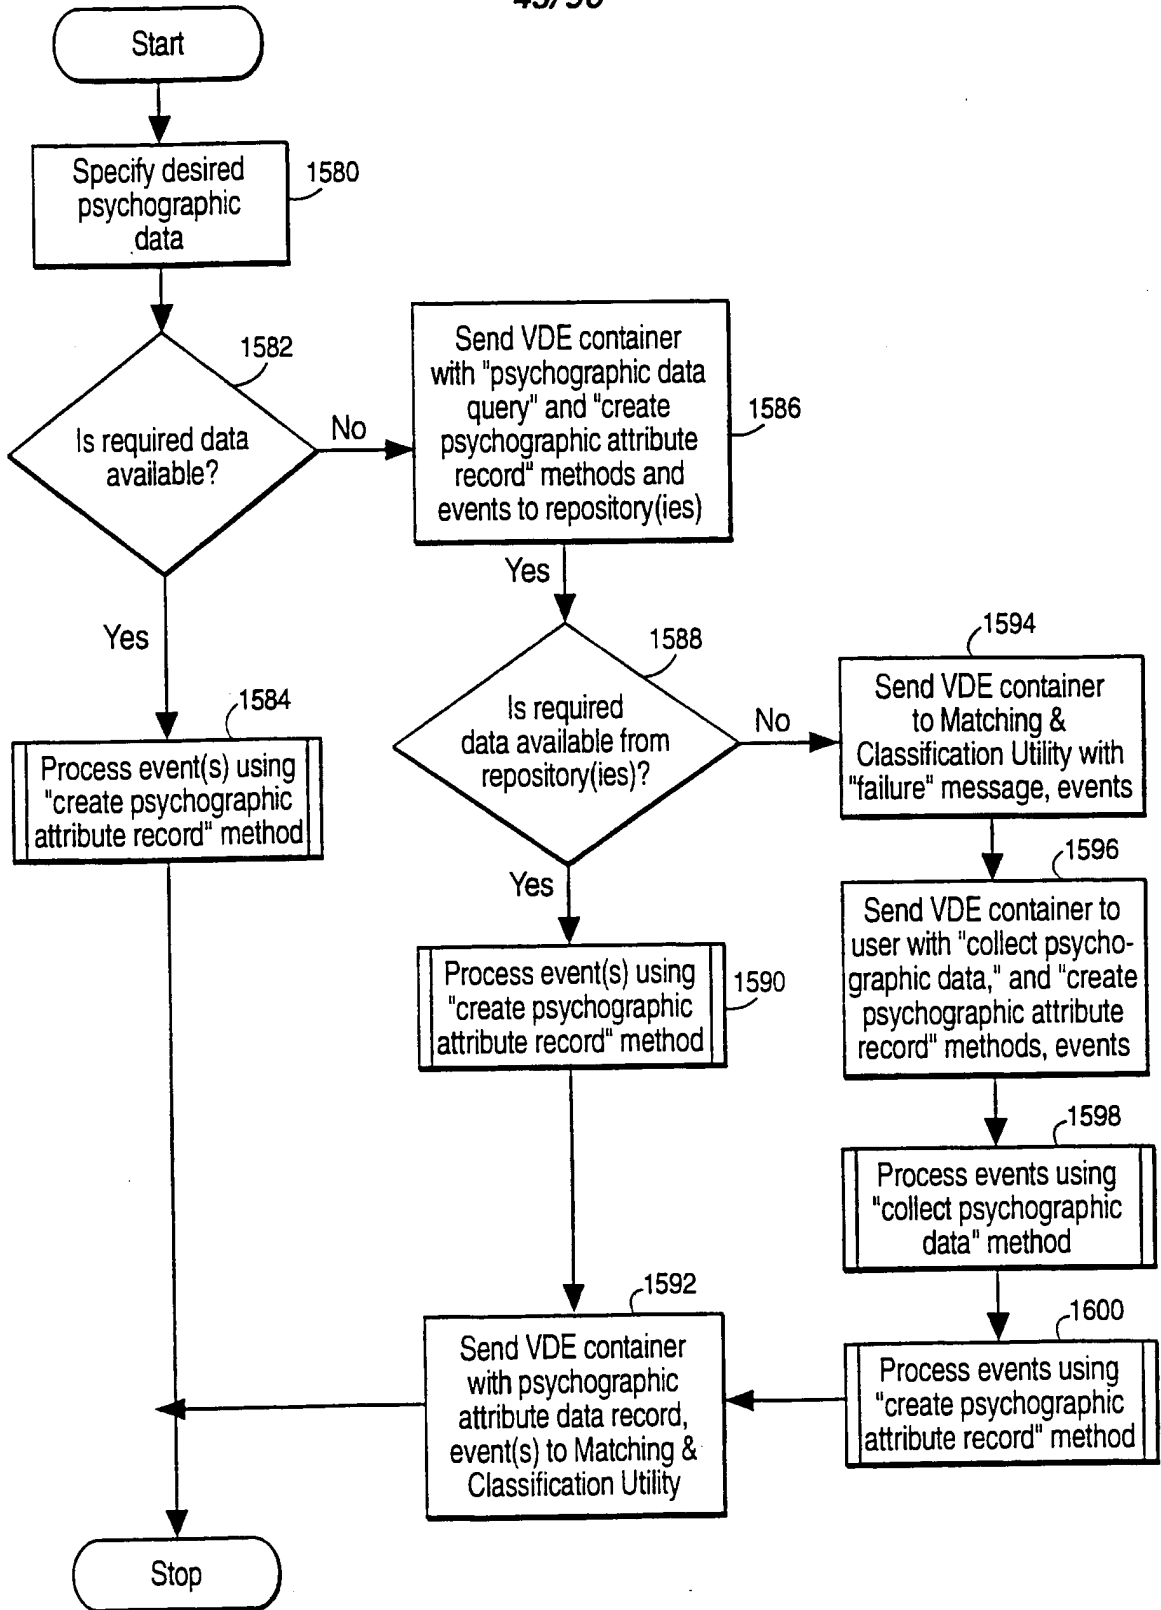 Start
Specify desired
psychographic
data
1580
1582
Is required data
available?
No
Yes
Send VDE container
with "psychographic data
query" and "create
psychographic attribute
record" methods and
events to repository(ies)
1586
Yes
1584
Process event(s) using
"create psychographic
attribute record" method
1588
Is required
data available from
repository(ies)?
No
Yes
1594
Send VDE container
to Matching &
Classification Utility with
"failure" message, events
1590
Process event(s) using
"create psychographic
attribute record" method
1596
Send VDE container to
user with "collect psycho-
graphic data," and "create
psychographic attribute
record" methods, events
1598
Process events using
"collect psychographic
data" method
1592
Send VDE container
with psychographic
attribute data record,
event(s) to Matching &
Classification Utility
1600
Process events using
"create psychographic
attribute record" method
Stop